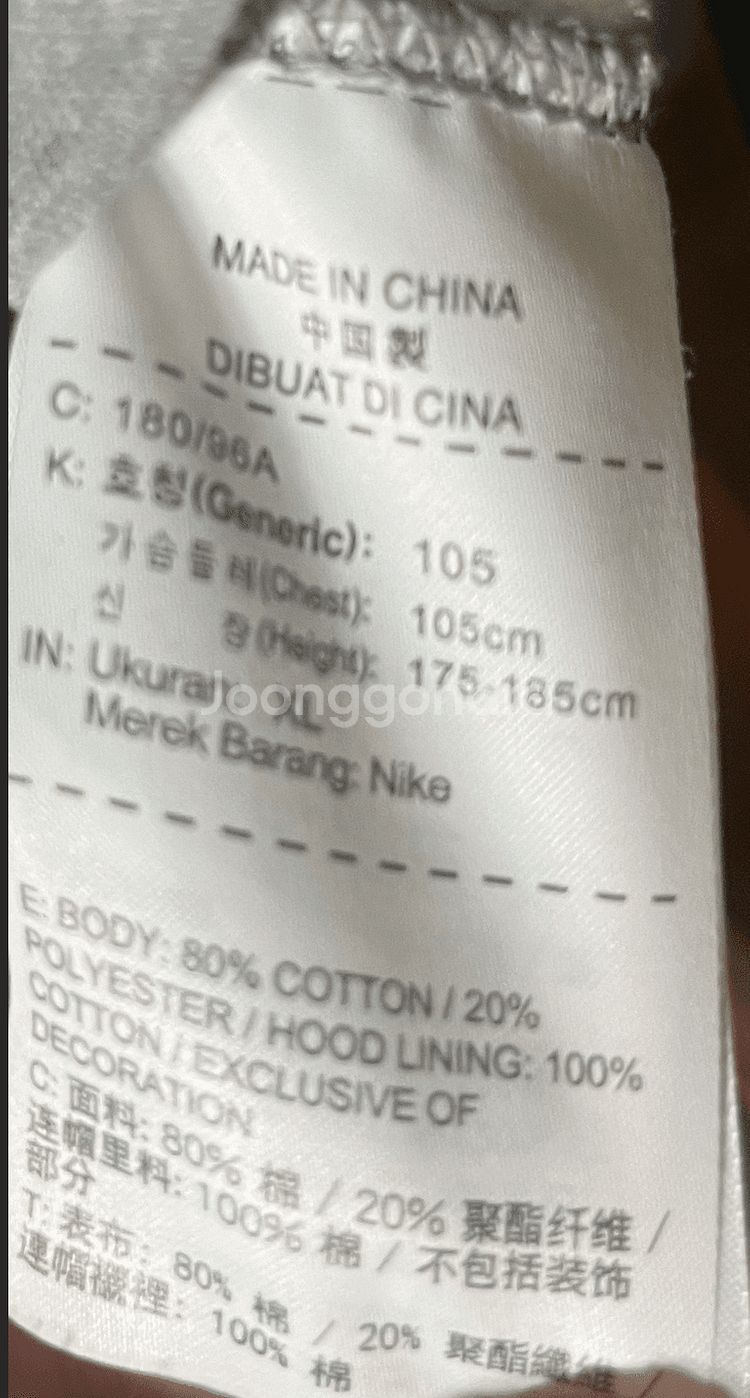 MADE IN CHINA
中国製
DIBUAT DI CINA
C: 180/96A
K: 호칭(Generic): 105
가슴둘레(Chest): 105cm
신 장(Height): 175-185cm
IN: Ukuran: XL
Merek Barang: Nike
Joonggon
E: BODY: 80% COTTON / 20%
POLYESTER / HOOD LINING: 100%
COTTON / EXCLUSIVE OF
DECORATION
C: 面料: 80% 棉 / 20% 聚酯纤维 /
连帽里料: 100% 棉 / 不包括装饰
部分
T: 表布: 80% 棉 / 20% 聚酯纖維 /
連帽襯裡: 100% 棉